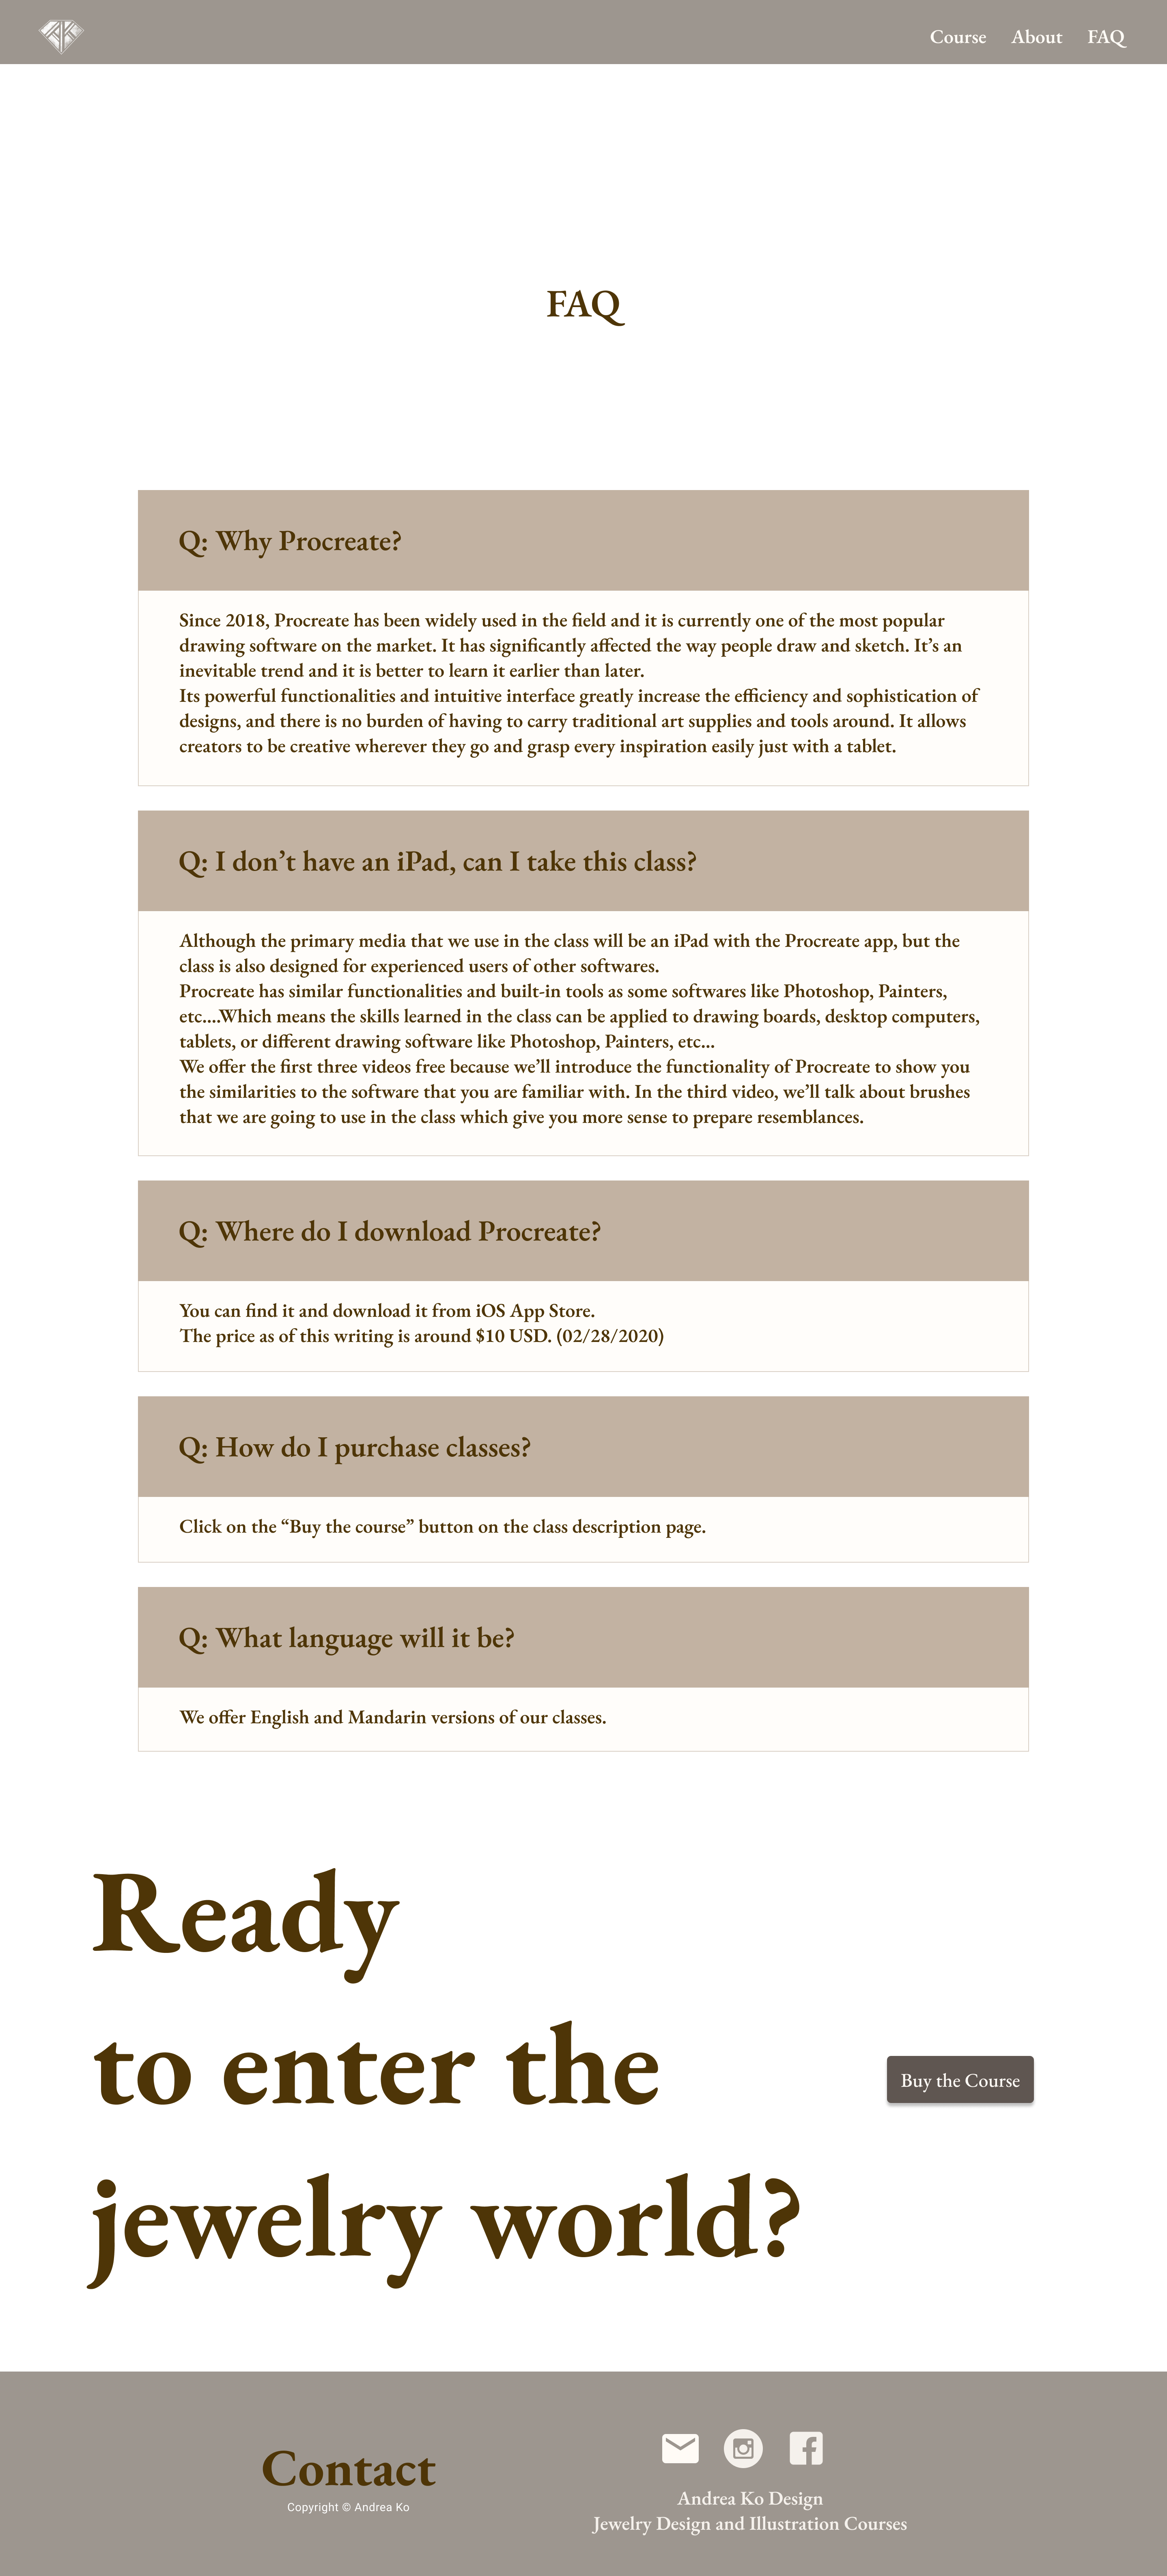 Course About FAQ
FAQ
Q: Why Procreate?
Since 2018, Procreate has been widely used in the field and it is currently one of the most popular
drawing software on the market. It has significantly affected the way people draw and sketch. It’s an
inevitable trend and it is better to learn it earlier than later.
Its powerful functionalities and intuitive interface greatly increase the efficiency and sophistication of
designs, and there is no burden of having to carry traditional art supplies and tools around. It allows
creators to be creative wherever they go and grasp every inspiration easily just with a tablet.
Q: I don’t have an iPad, can I take this class?
Although the primary media that we use in the class will be an iPad with the Procreate app, but the
class is also designed for experienced users of other softwares.
Procreate has similar functionalities and built-in tools as some softwares like Photoshop, Painters,
etc....Which means the skills learned in the class can be applied to drawing boards, desktop computers,
tablets, or different drawing software like Photoshop, Painters, etc...
We offer the first three videos free because we’ll introduce the functionality of Procreate to show you
the similarities to the software that you are familiar with. In the third video, we’ll talk about brushes
that we are going to use in the class which give you more sense to prepare resemblances.
Q: Where do I download Procreate?
You can find it and download it from iOS App Store.
The price as of this writing is around $10 USD. (02/28/2020)
Q: How do I purchase classes?
Click on the “Buy the course” button on the class description page.
Q: What language will it be?
We offer English and Mandarin versions of our classes.
Ready
to enter the
jewelry world?
Buy the Course
Contact
Copyright © Andrea Ko
Andrea Ko Design
Jewelry Design and Illustration Courses